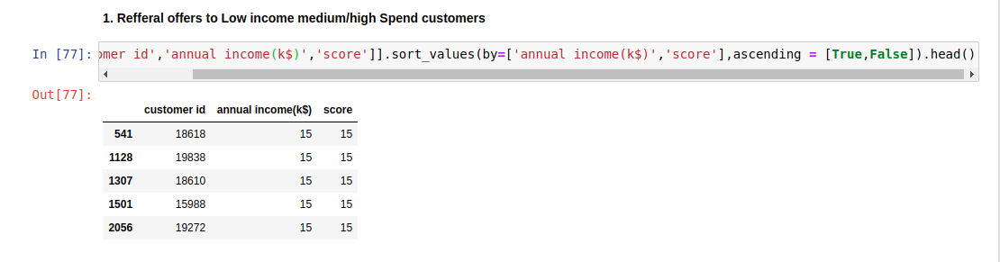 1. Refferal offers to Low income medium/high Spend customers
In [77]: omer id','annual income(k$)','score']].sort_values(by=['annual income(k$)','score'],ascending = [True,False]).head()
Out[77]:
customer id annual income(k$) score
541 18618 15 15
1128 19838 15 15
1307 18610 15 15
1501 15988 15 15
2056 19272 15 15